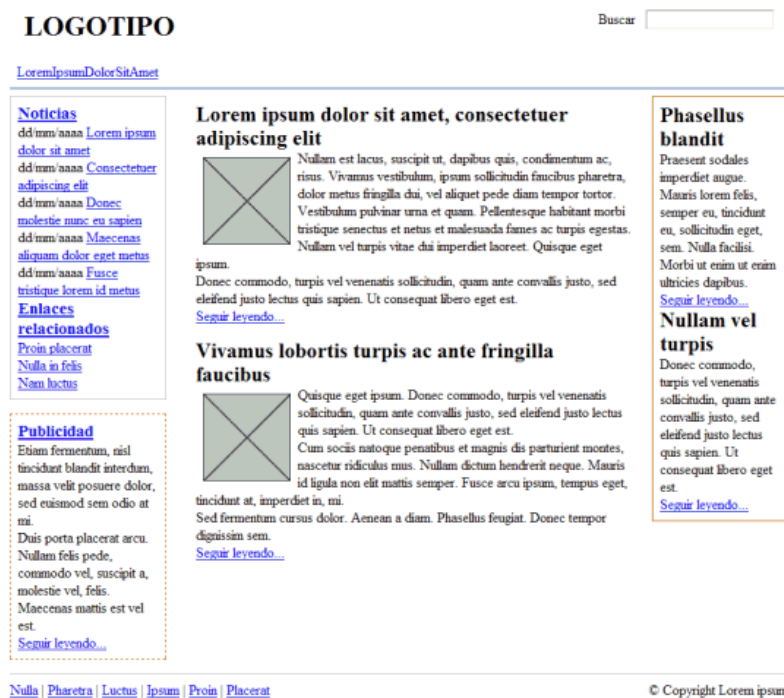 LOGOTIPO
Buscar
LoremIpsumDolorSitAmet
Noticias
dd/mm/aaaa Lorem ipsum
dolor sit amet
dd/mm/aaaa Consectetuer
adipiscing elit
dd/mm/aaaa Donec
molestie nunc eu sapien
dd/mm/aaaa Maecenas
aliquam dolor eget metus
dd/mm/aaaa Fusce
tristique lorem id metus
Enlaces
relacionados
Proin placerat
Nulla in felis
Nam luctus
Publicidad
Etiam fermentum, nisl
tincidunt blandit interdum,
massa velit posuere dolor,
sed euismod sem odio at
mi.
Duis porta placerat arcu.
Nullam felis pede,
commodo vel, suscipit a,
molestie vel, felis.
Maecenas mattis est vel
est.
Seguir leyendo...
Lorem ipsum dolor sit amet, consectetuer
adipiscing elit
Nullam est lacus, suscipit ut, dapibus quis, condimentum ac,
risus. Vivamus vestibulum, ipsum sollicitudin faucibus pharetra,
dolor metus fringilla dui, vel aliquet pede diam tempor tortor.
Vestibulum pulvinar urna et quam. Pellentesque habitant morbi
tristique senectus et netus et malesuada fames ac turpis egestas.
Nullam vel turpis vitae dui imperdiet laoreet. Quisque eget
ipsum.
Donec commodo, turpis vel venenatis sollicitudin, quam ante convallis justo, sed
eleifend justo lectus quis sapien. Ut consequat libero eget est.
Seguir leyendo...
Vivamus lobortis turpis ac ante fringilla
faucibus
Quisque eget ipsum. Donec commodo, turpis vel venenatis
sollicitudin, quam ante convallis justo, sed eleifend justo lectus
quis sapien. Ut consequat libero eget est.
Cum sociis natoque penatibus et magnis dis parturient montes,
nascetur ridiculus mus. Nullam dictum hendrerit neque. Mauris
id ligula non elit mattis semper. Fusce arcu ipsum, tempus eget,
tincidunt at, imperdiet in, mi.
Sed fermentum cursus dolor. Aenean a diam. Phasellus feugiat. Donec tempor
dignissim sem.
Seguir leyendo...
Phasellus
blandit
Praesent sodales
imperdiet augue.
Mauris lorem felis,
semper eu, tincidunt
eu, sollicitudin eget,
sem. Nulla facilisi.
Morbi ut enim ut enim
ultricies dapibus.
Seguir leyendo...
Nullam vel
turpis
Donec commodo,
turpis vel venenatis
sollicitudin, quam ante
convallis justo, sed
eleifend justo lectus
quis sapien. Ut
consequat libero eget
est.
Seguir leyendo...
Nulla | Pharetra | Luctus | Ipsum | Proin | Placerat
© Copyright Lorem ipsum